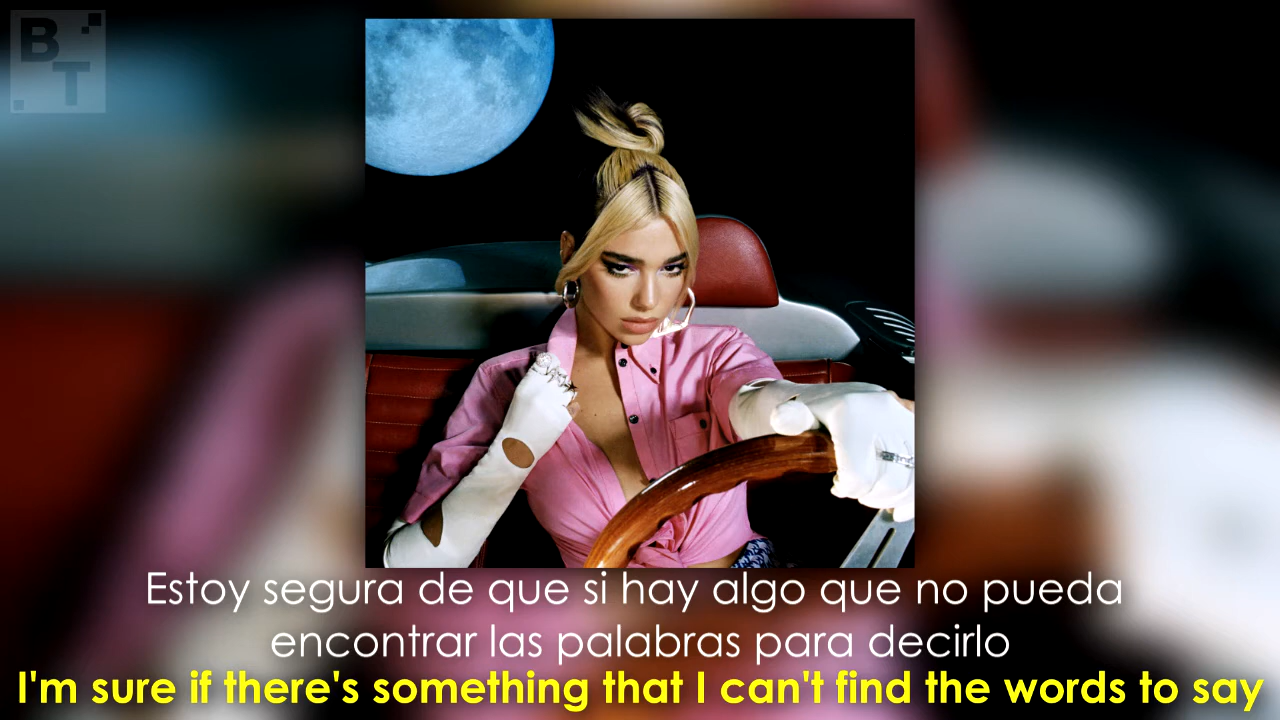 B
T
Estoy segura de que si hay algo que no pueda
encontrar las palabras para decirlo
I'm sure if there's something that I can't find the words to say